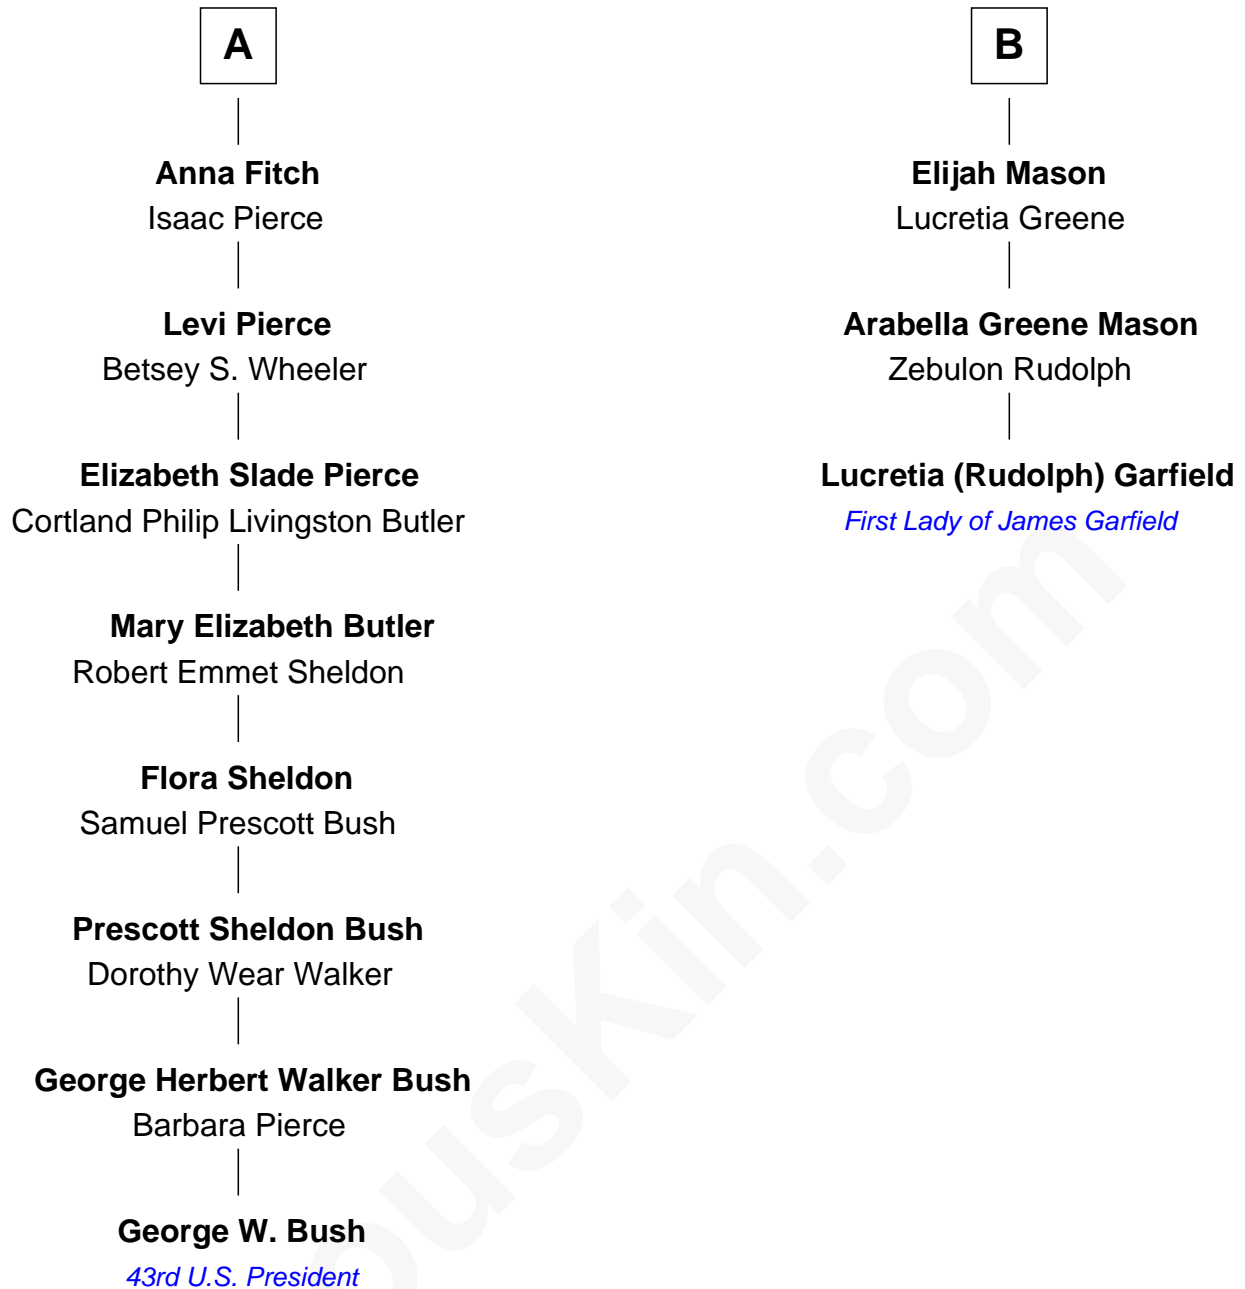 A
Anna Fitch
Isaac Pierce
Levi Pierce
Betsey S. Wheeler
Elizabeth Slade Pierce
Cortland Philip Livingston Butler
Mary Elizabeth Butler
Robert Emmet Sheldon
Flora Sheldon
Samuel Prescott Bush
Prescott Sheldon Bush
Dorothy Wear Walker
George Herbert Walker Bush
Barbara Pierce
George W. Bush
43rd U.S. President
B
Elijah Mason
Lucretia Greene
Arabella Greene Mason
Zebulon Rudolph
Lucretia (Rudolph) Garfield
First Lady of James Garfield
ousKin.com